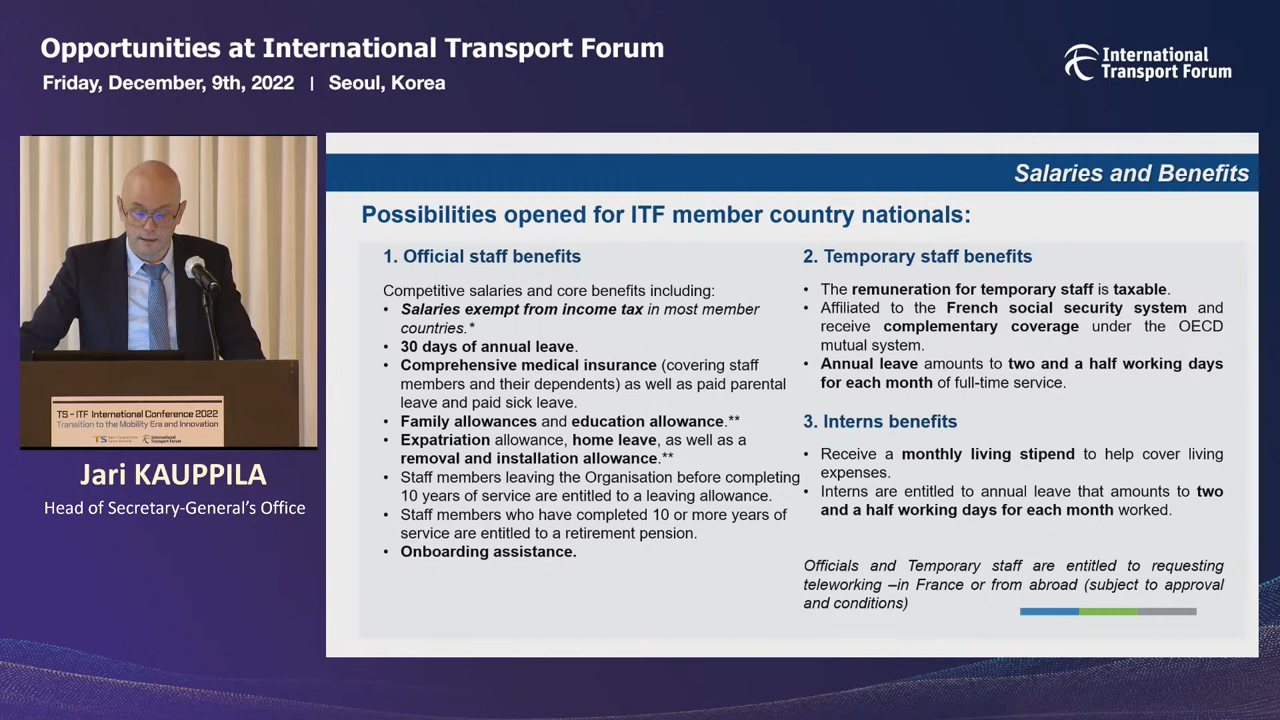 Opportunities at International Transport Forum
Friday, December, 9th, 2022 | Seoul, Korea
International
Transport Forum
Salaries and Benefits
Possibilities opened for ITF member country nationals:
1. Official staff benefits
Competitive salaries and core benefits including:
• Salaries exempt from income tax in most member
countries.*
• 30 days of annual leave.
• Comprehensive medical insurance (covering staff
members and their dependents) as well as paid parental
leave and paid sick leave.
• Family allowances and education allowance.**
• Expatriation allowance, home leave, as well as a
removal and installation allowance.**
• Staff members leaving the Organisation before completing
10 years of service are entitled to a leaving allowance.
• Staff members who have completed 10 or more years of
service are entitled to a retirement pension.
• Onboarding assistance.
2. Temporary staff benefits
• The remuneration for temporary staff is taxable.
• Affiliated to the French social security system and
receive complementary coverage under the OECD
mutual system.
• Annual leave amounts to two and a half working days
for each month of full-time service.
3. Interns benefits
• Receive a monthly living stipend to help cover living
expenses.
• Interns are entitled to annual leave that amounts to two
and a half working days for each month worked.
Officials and Temporary staff are entitled to requesting
teleworking –in France or from abroad (subject to approval
and conditions)
TS – ITF International Conference 2022
Transition to the Mobility Era and Innovation
TS
Jari KAUPPILA
Head of Secretary-General's Office